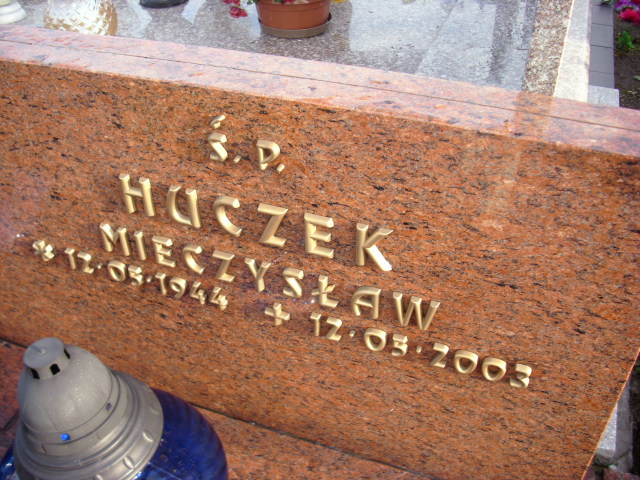 Ś. P.
HUCZEK
MIECZYSŁAW
* 12·05·1944 + 12·05·2003